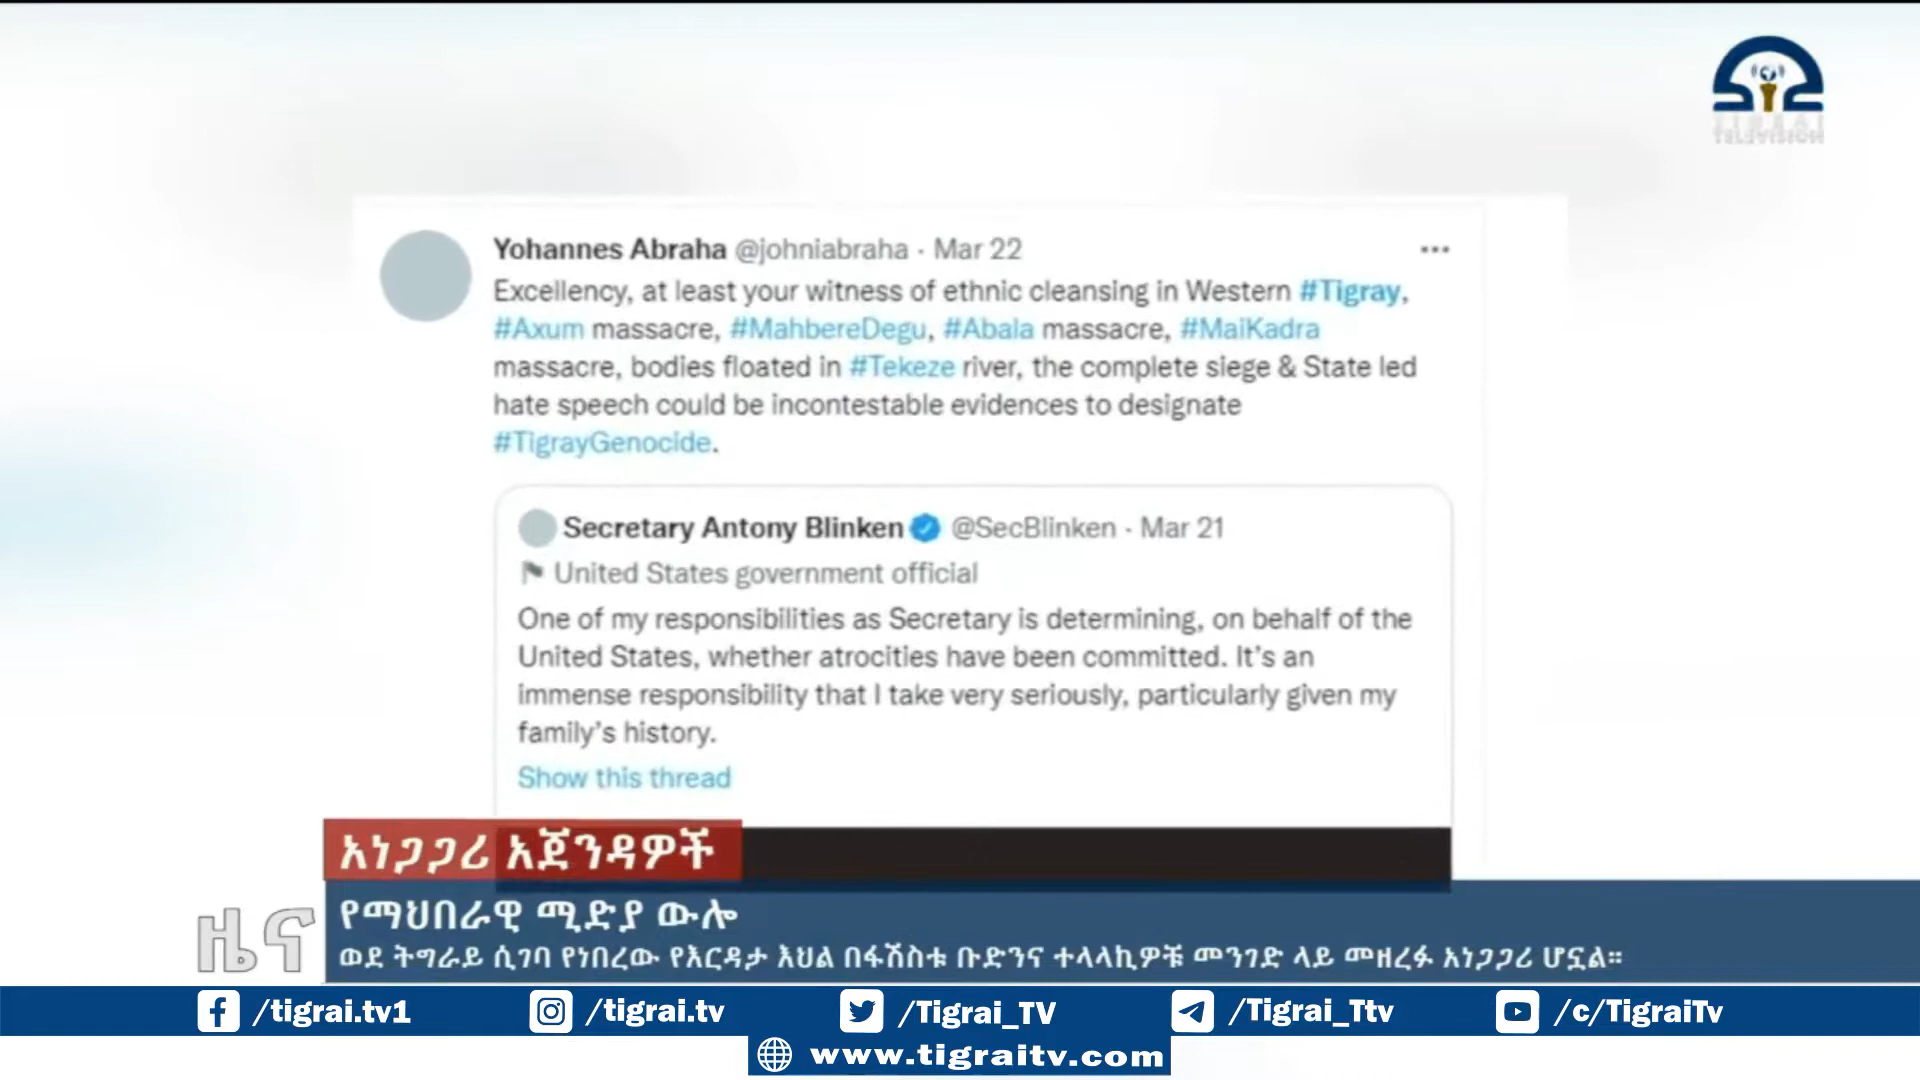 TIGRAI
TELEVISION
Yohannes Abraha @johniabraha · Mar 22
Excellency, at least your witness of ethnic cleansing in Western #Tigray,
#Axum massacre, #MahbereDegu, #Abala massacre, #MaiKadra
massacre, bodies floated in #Tekeze river, the complete siege & State led
hate speech could be incontestable evidences to designate
#TigrayGenocide.
Secretary Antony Blinken @SecBlinken · Mar 21
United States government official
One of my responsibilities as Secretary is determining, on behalf of the
United States, whether atrocities have been committed. It's an
immense responsibility that I take very seriously, particularly given my
family's history.
Show this thread
አነጋጋሪ አጀንዳዎች
ዜና
የማህበራዊ ሚድያ ውሎ
ወደ ትግራይ ሲገባ የነበረው የእርዳታ እህል በፋሽስቱ ቡድንና ተላላኪዎቹ መንገድ ላይ መዘረፉ አነጋጋሪ ሆኗል።
/tigrai.tv1 /tigrai.tv /Tigrai_TV /Tigrai_Ttv /c/TigraiTv
www.tigraitv.com